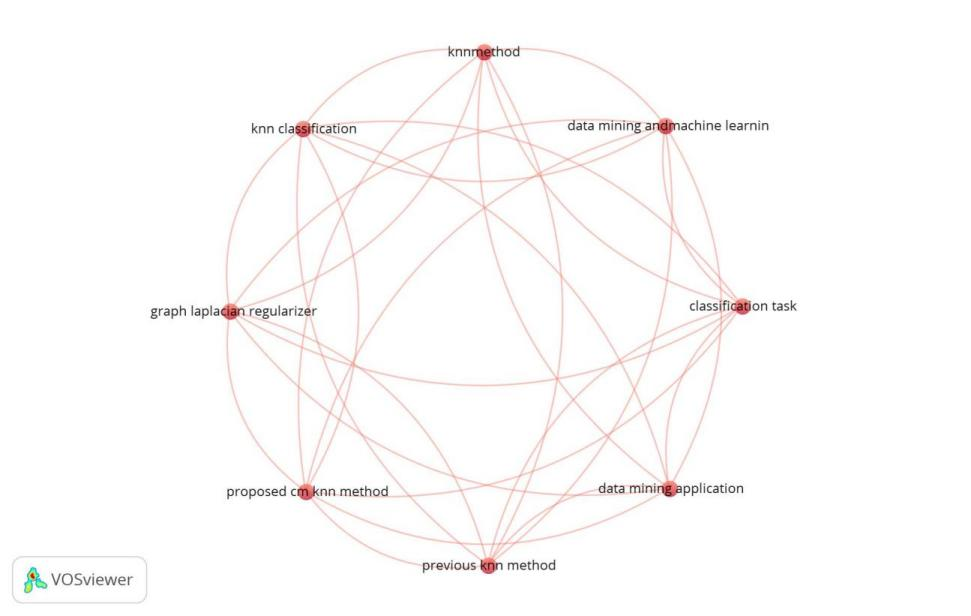 knnmethod
knn classification
data mining andmachine learnin
graph laplacian regularizer
classification task
proposed cm knn method
data mining application
previous knn method
VOSviewer